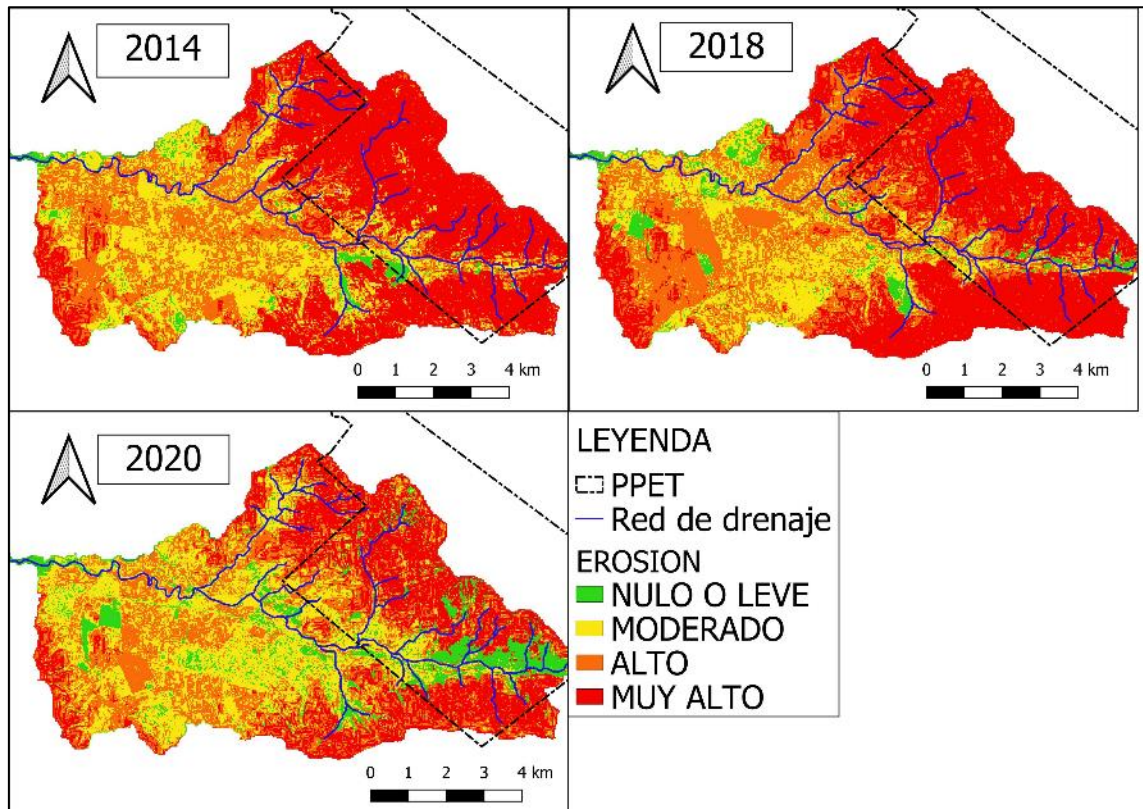 2014
0 1 2 3 4 km
2018
0 1 2 3 4 km
2020
0 1 2 3 4 km
LEYENDA
PPET
Red de drenaje
EROSION
NULO O LEVE
MODERADO
ALTO
MUY ALTO